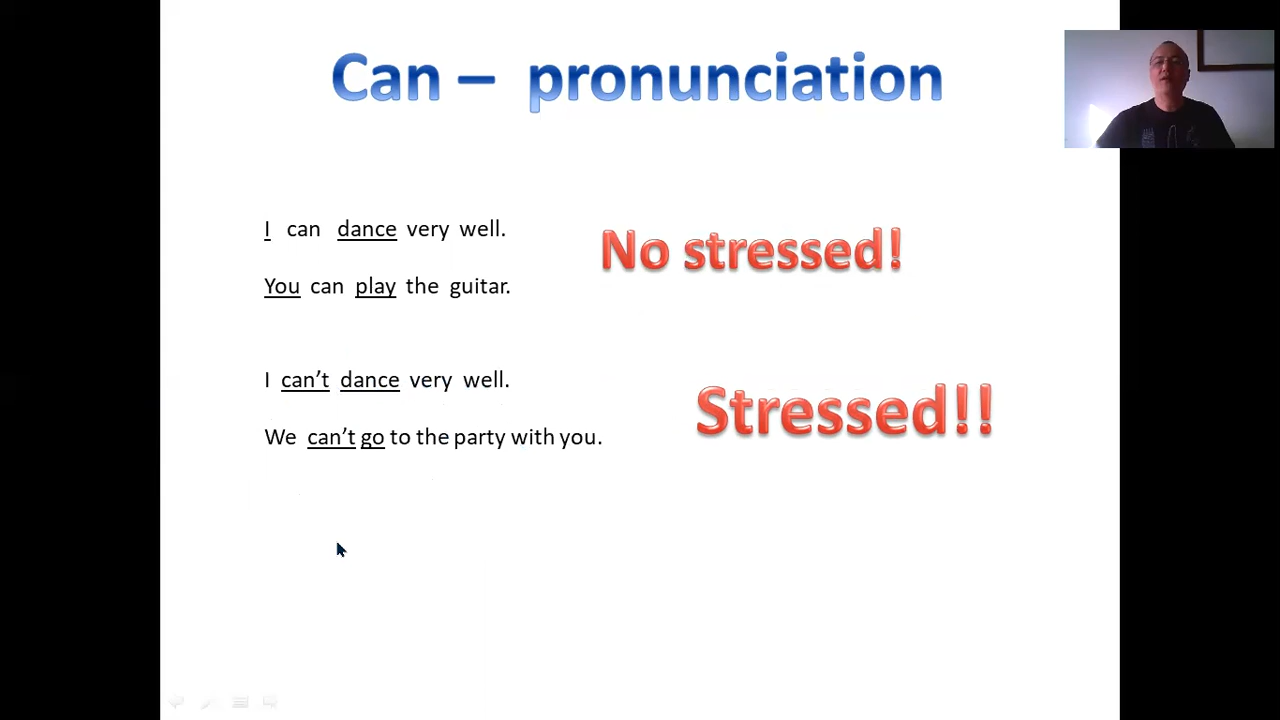 Can – pronunciation
I can dance very well.
No stressed!
You can play the guitar.
I can't dance very well.
Stressed!!
We can't go to the party with you.